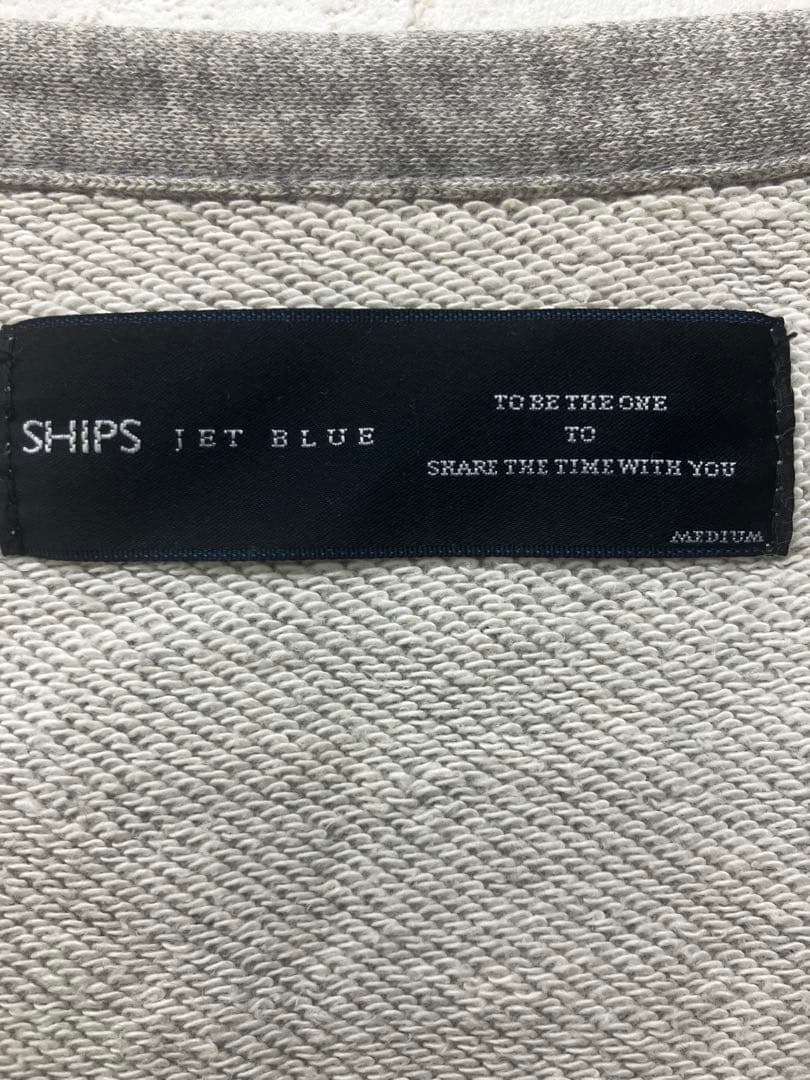 SHIPS JET BLUE
TO BE THE ONE
TO
SHARE THE TIME WITH YOU
MEDIUM